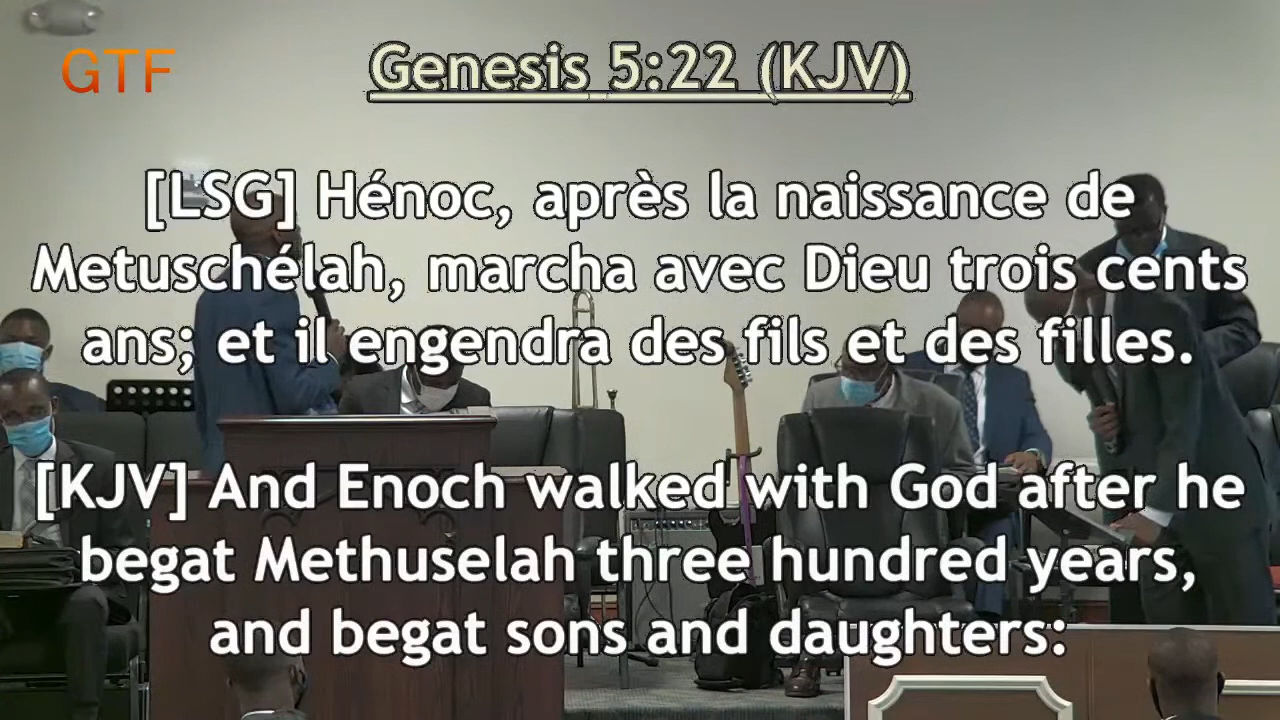 GTF
Genesis 5:22 (KJV)
[LSG] Hénoc, après la naissance de
Metuschélah, marcha avec Dieu trois cents
ans; et il engendra des fils et des filles.
[KJV] And Enoch walked with God after he
begat Methuselah three hundred years,
and begat sons and daughters: